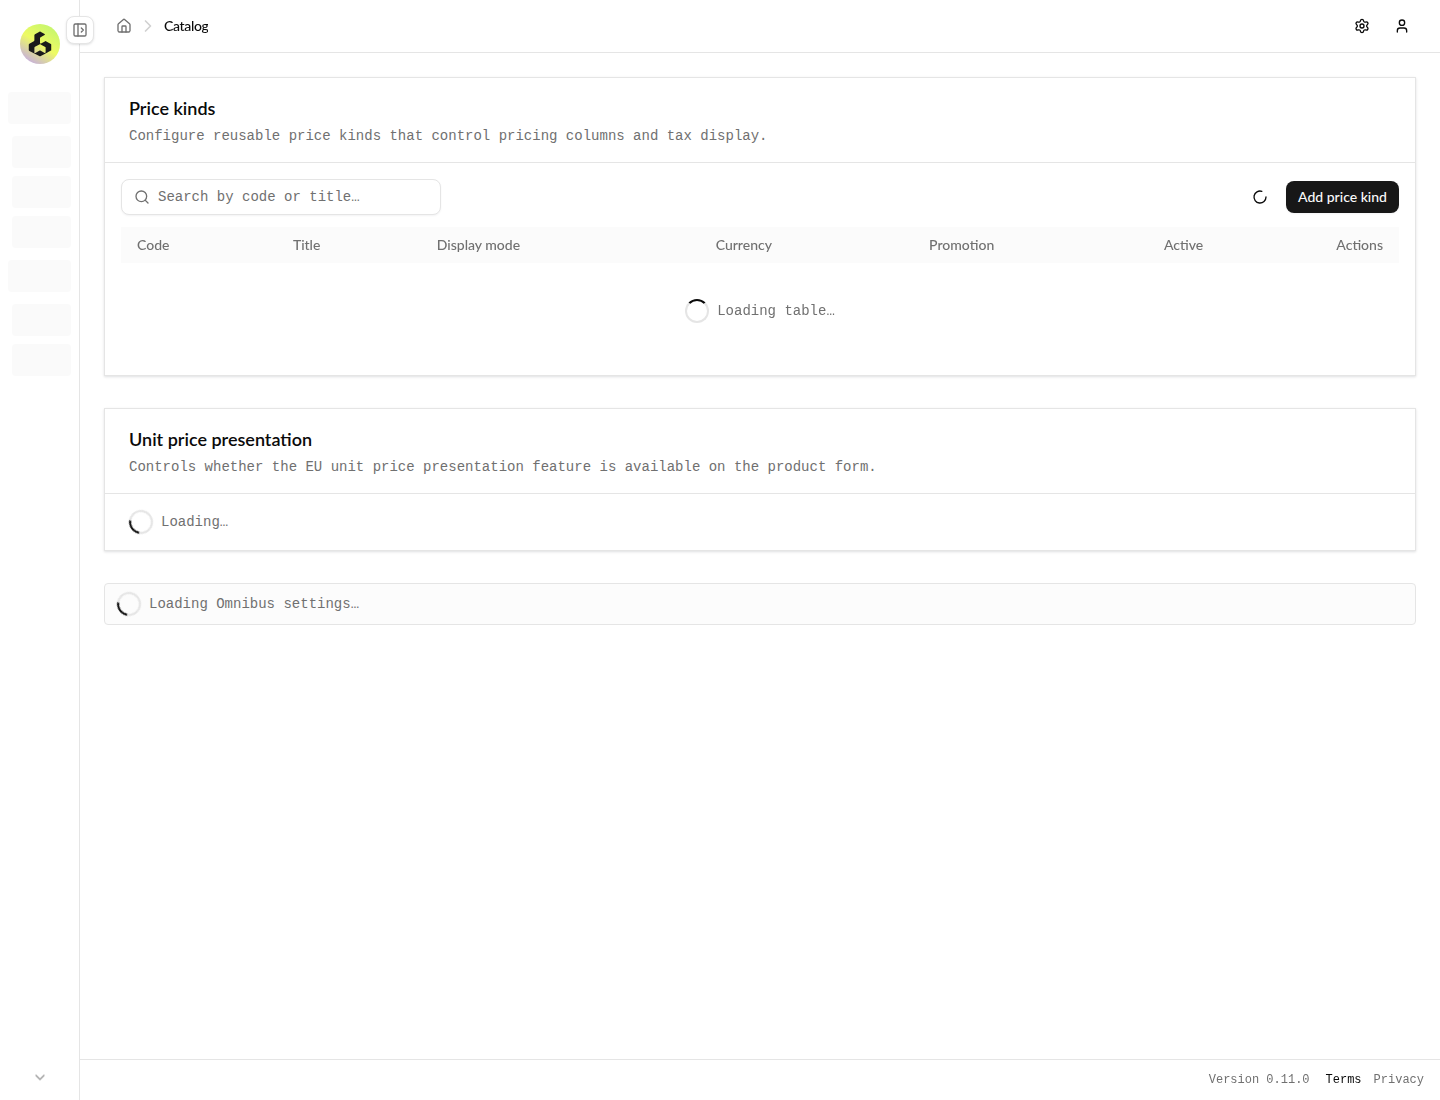 Catalog
Price kinds
Configure reusable price kinds that control pricing columns and tax display.
Search by code or title…
Add price kind
Code Title Display mode Currency Promotion Active Actions
Loading table…
Unit price presentation
Controls whether the EU unit price presentation feature is available on the product form.
Loading…
Loading Omnibus settings…
Version 0.11.0 Terms Privacy